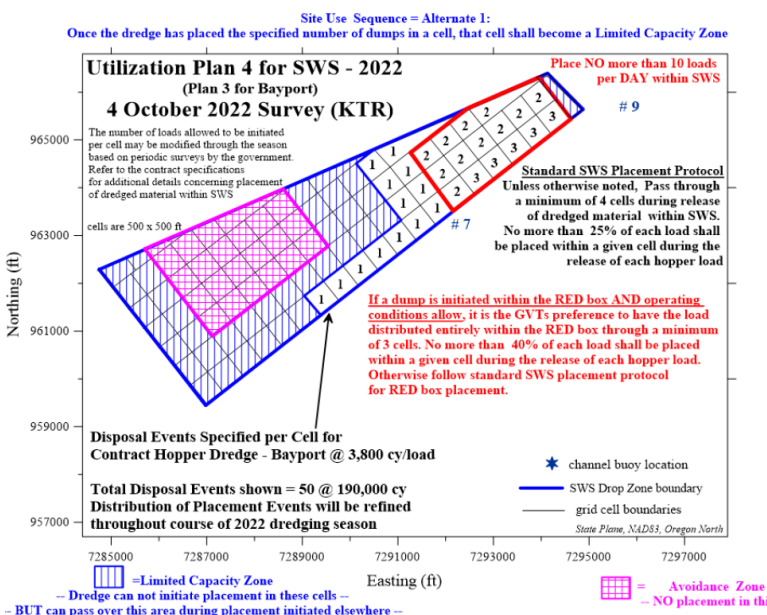 Site Use Sequence = Alternate 1:
Once the dredge has placed the specified number of dumps in a cell, that cell shall become a Limited Capacity Zone
Utilization Plan 4 for SWS - 2022
(Plan 3 for Bayport)
4 October 2022 Survey (KTR)
Place NO more than 10 loads
per DAY within SWS
# 9
The number of loads allowed to be initiated
per cell may be modified through the season
based on periodic surveys by the government.
Refer to the contract specifications
for additional details concerning placement
of dredged material within SWS
cells are 500 x 500 ft
Standard SWS Placement Protocol
Unless otherwise noted, Pass through
a minimum of 4 cells during release
of dredged material within SWS.
No more than 25% of each load shall
be placed within a given cell during the
release of each hopper load
# 7
If a dump is initiated within the RED box AND operating
conditions allow, it is the GVTs preference to have the load
distributed entirely within the RED box through a minimum
of 3 cells. No more than 40% of each load shall be placed
within a given cell during the release of each hopper load.
Otherwise follow standard SWS placement protocol
for RED box placement.
Disposal Events Specified per Cell for
Contract Hopper Dredge - Bayport @ 3,800 cy/load
Total Disposal Events shown = 50 @ 190,000 cy
Distribution of Placement Events will be refined
throughout course of 2022 dredging season
channel buoy location
SWS Drop Zone boundary
grid cell boundaries
State Plane, NAD83, Oregon North
Northing (ft)
965000
963000
961000
959000
957000
7285000 7287000 7289000 7291000 7293000 7295000 7297000
Easting (ft)
=Limited Capacity Zone
-- Dredge can not initiate placement in these cells --
-- BUT can pass over this area during placement initiated elsewhere --
= Avoidance Zone
-- NO placement in thi